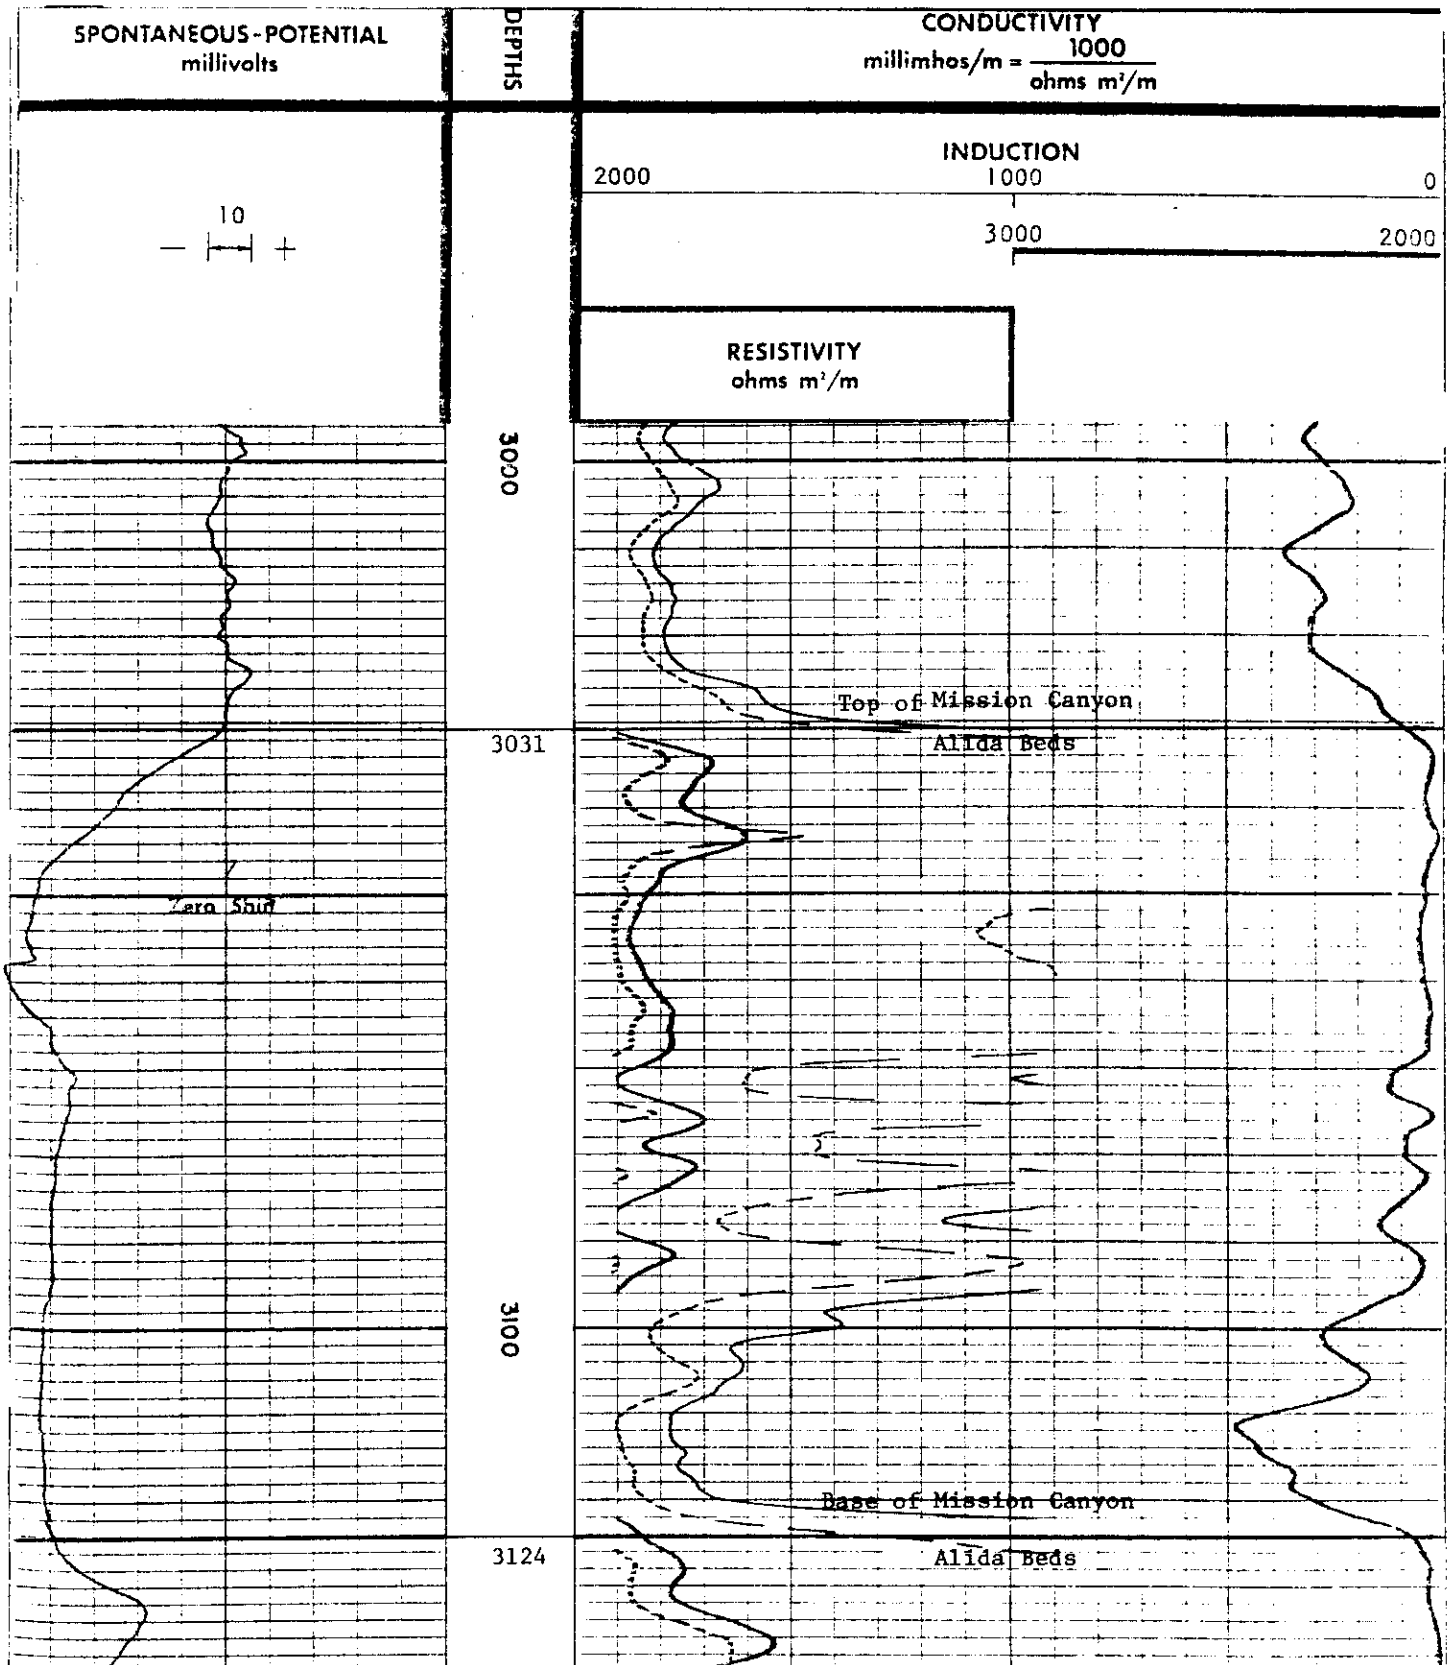 SPONTANEOUS-POTENTIAL
millivolts
DEPTHS
CONDUCTIVITY
millimhos/m = 1000
ohms m²/m
INDUCTION
2000 1000 0
3000 2000
10
— +
RESISTIVITY
ohms m²/m
3000
Top of Mission Canyon
3031
Alida Beds
Zero Shift
3100
Base of Mission Canyon
3124
Alida Beds